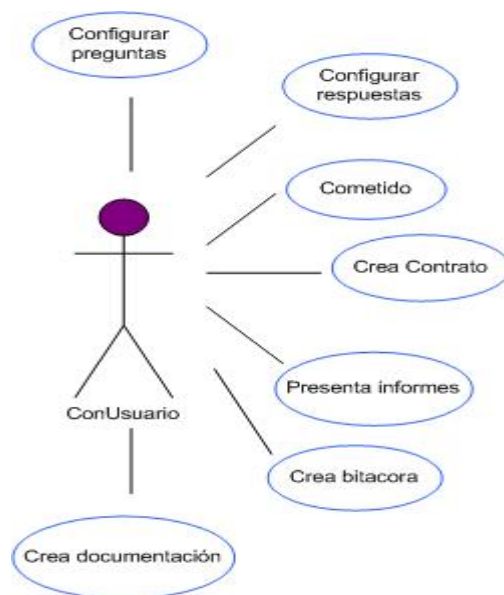 Configurar
preguntas
Configurar
respuestas
Cometido
Crea Contrato
Presenta informes
ConUsuario
Crea bitacora
Crea documentación